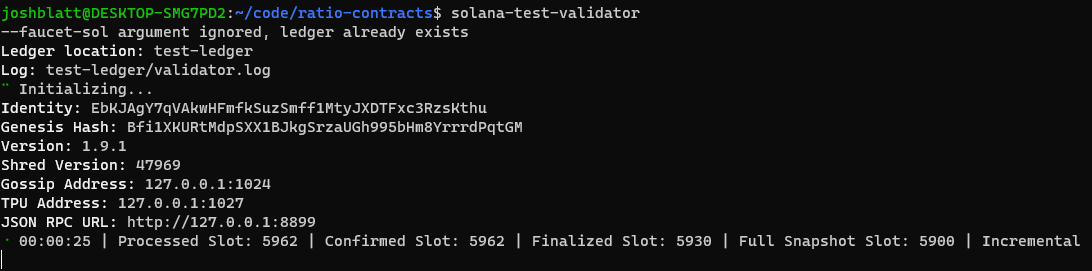 joshblatt@DESKTOP-SMG7PD2:~/code/ratio-contracts$ solana-test-validator
--faucet-sol argument ignored, ledger already exists
Ledger location: test-ledger
Log: test-ledger/validator.log
¨ Initializing...
Identity: EbKJAgY7qVAkwHFmfkSuzSmff1MtyJXDTFxc3RzsKthu
Genesis Hash: Bfi1XKURtMdpSXX1BJkgSrzaUGh995bHm8YrrrdPqtGM
Version: 1.9.1
Shred Version: 47969
Gossip Address: 127.0.0.1:1024
TPU Address: 127.0.0.1:1027
JSON RPC URL: http://127.0.0.1:8899
⠂ 00:00:25 | Processed Slot: 5962 | Confirmed Slot: 5962 | Finalized Slot: 5930 | Full Snapshot Slot: 5900 | Incremental